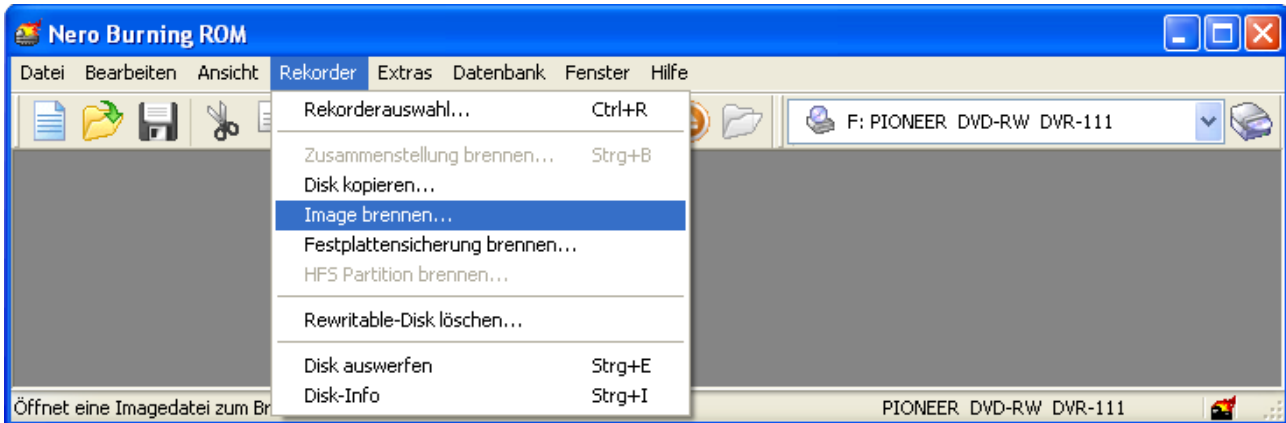 Nero Burning ROM
Datei Bearbeiten Ansicht Rekorder Extras Datenbank Fenster Hilfe
F: PIONEER DVD-RW DVR-111
Rekorderauswahl... Ctrl+R
Zusammenstellung brennen... Strg+B
Disk kopieren...
Image brennen...
Festplattensicherung brennen...
HFS Partition brennen...
Rewritable-Disk löschen...
Disk auswerfen Strg+E
Disk-Info Strg+I
Öffnet eine Imagedatei zum Br PIONEER DVD-RW DVR-111